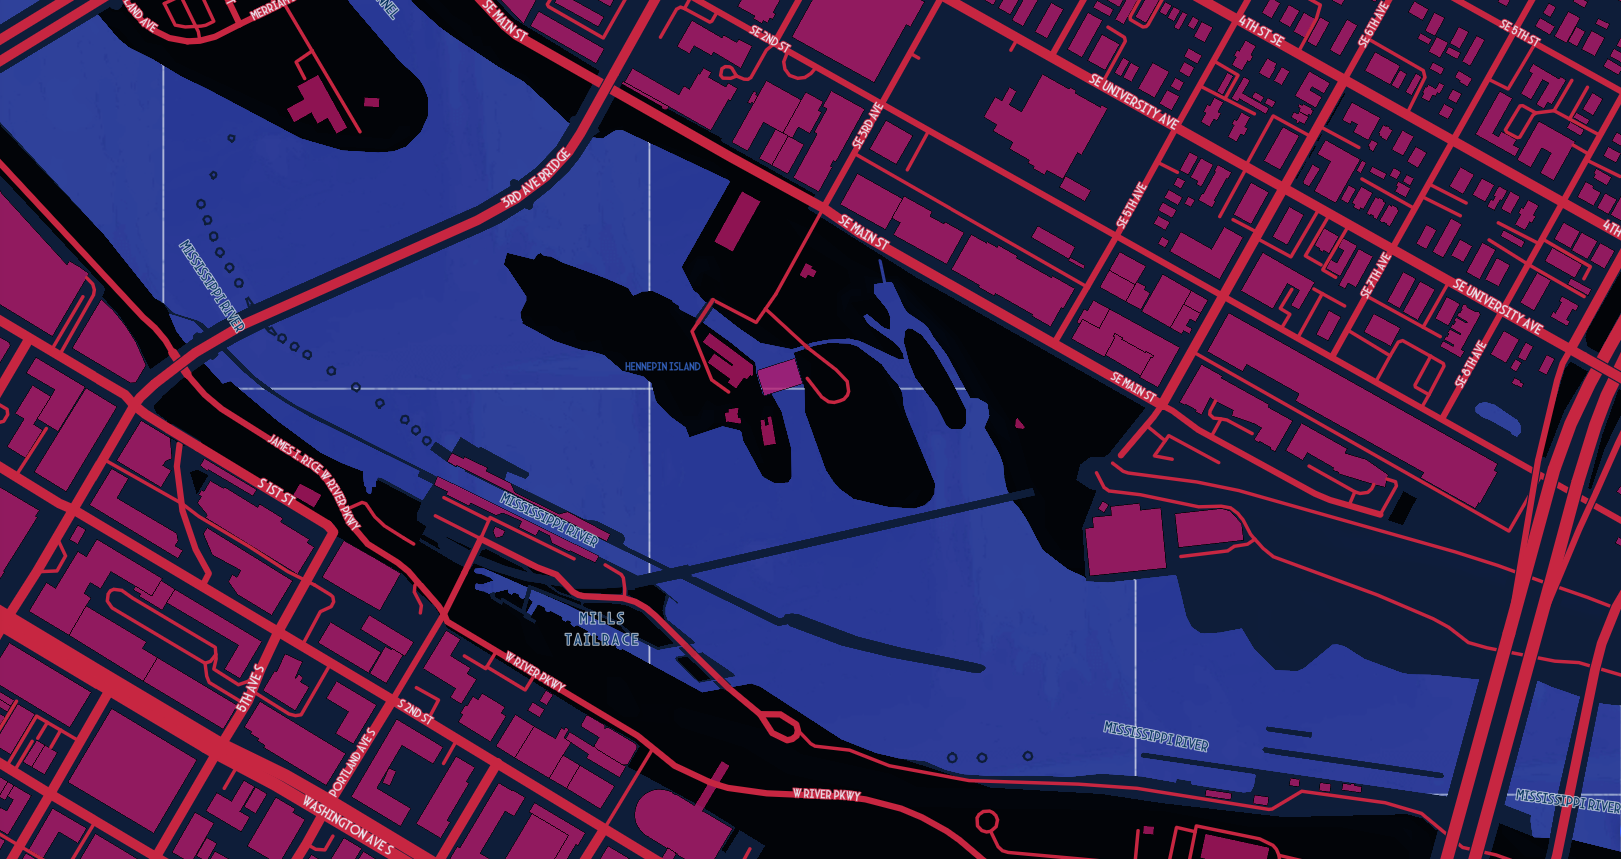 MERRIAM
LAND AVE
NEL
SE MAIN ST
SE 2ND ST
4TH ST SE
SE 6TH AVE
SE 5TH ST
SE UNIVERSITY AVE
SE 3RD AVE
3RD AVE BRIDGE
SE 5TH AVE
SE MAIN ST
4TH
MISSISSIPPI RIVER
SE 7TH AVE
SE UNIVERSITY AVE
HENNEPIN ISLAND
SE MAIN ST
SE 8TH AVE
JAMES I. RICE W RIVER PKWY
S 1ST ST
MISSISSIPPI RIVER
MILLS
TAILRACE
W RIVER PKWY
5TH AVE S
S 2ND ST
PORTLAND AVE S
MISSISSIPPI RIVER
W RIVER PKWY
MISSISSIPPI RIVER
WASHINGTON AVE S